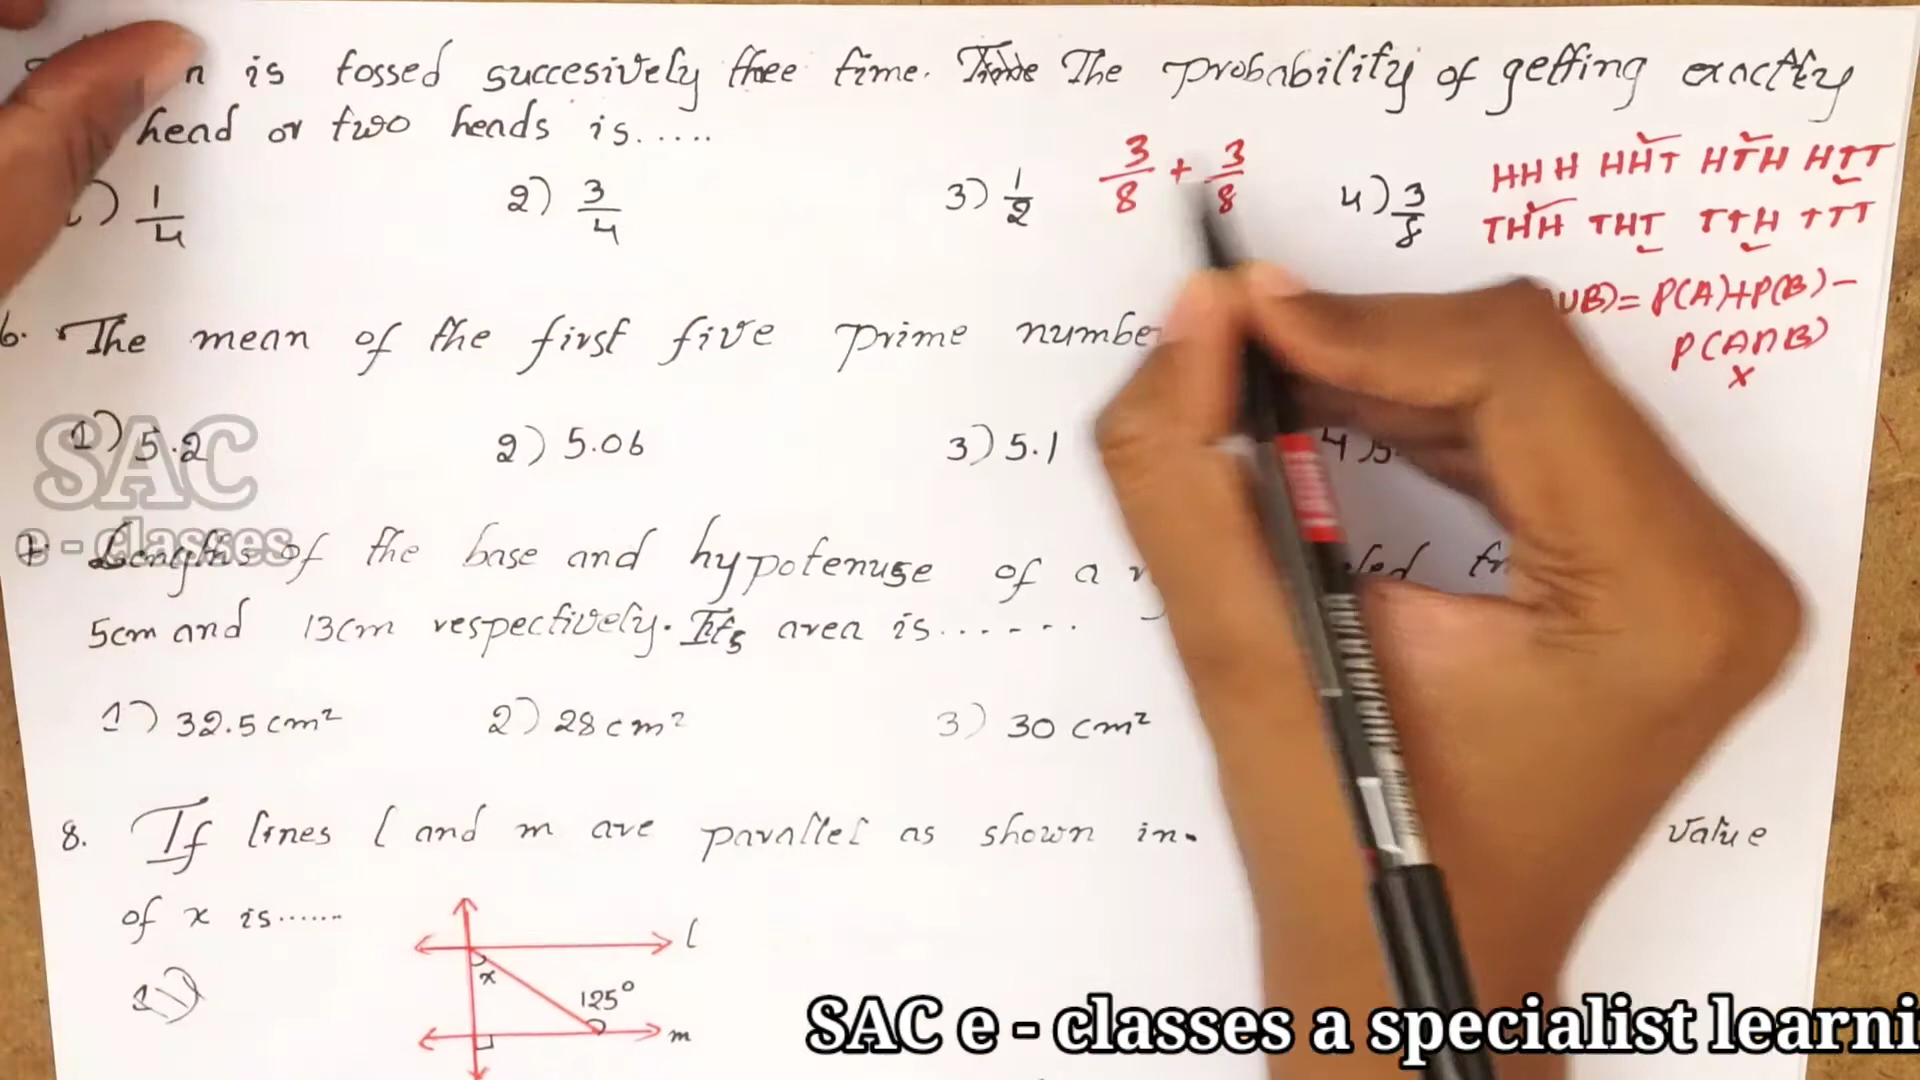 n is tossed succesively three time. The probability of getting exactly
head or two heads is.....
1/4
2) 3/4
3) 1/2
3/8 + 3/8
4) 3/8
HHH HHT HTH HTT
THH THT TTH TTT
UB) = P(A)+P(B) -
P(A∩B)
x
6. The mean of the first five prime
1) 5.2
2) 5.06
3) 5.1
4)
SAC
e - classes
7. Lengths of the base and hypotenuse of a
5cm and 13cm respectively. Its area is......
1) 32.5 cm²
2) 28 cm²
3) 30 cm²
8. If lines l and m are parallel as shown in value
of x is......
l
x
125°
m
SAC e - classes a specialist learni